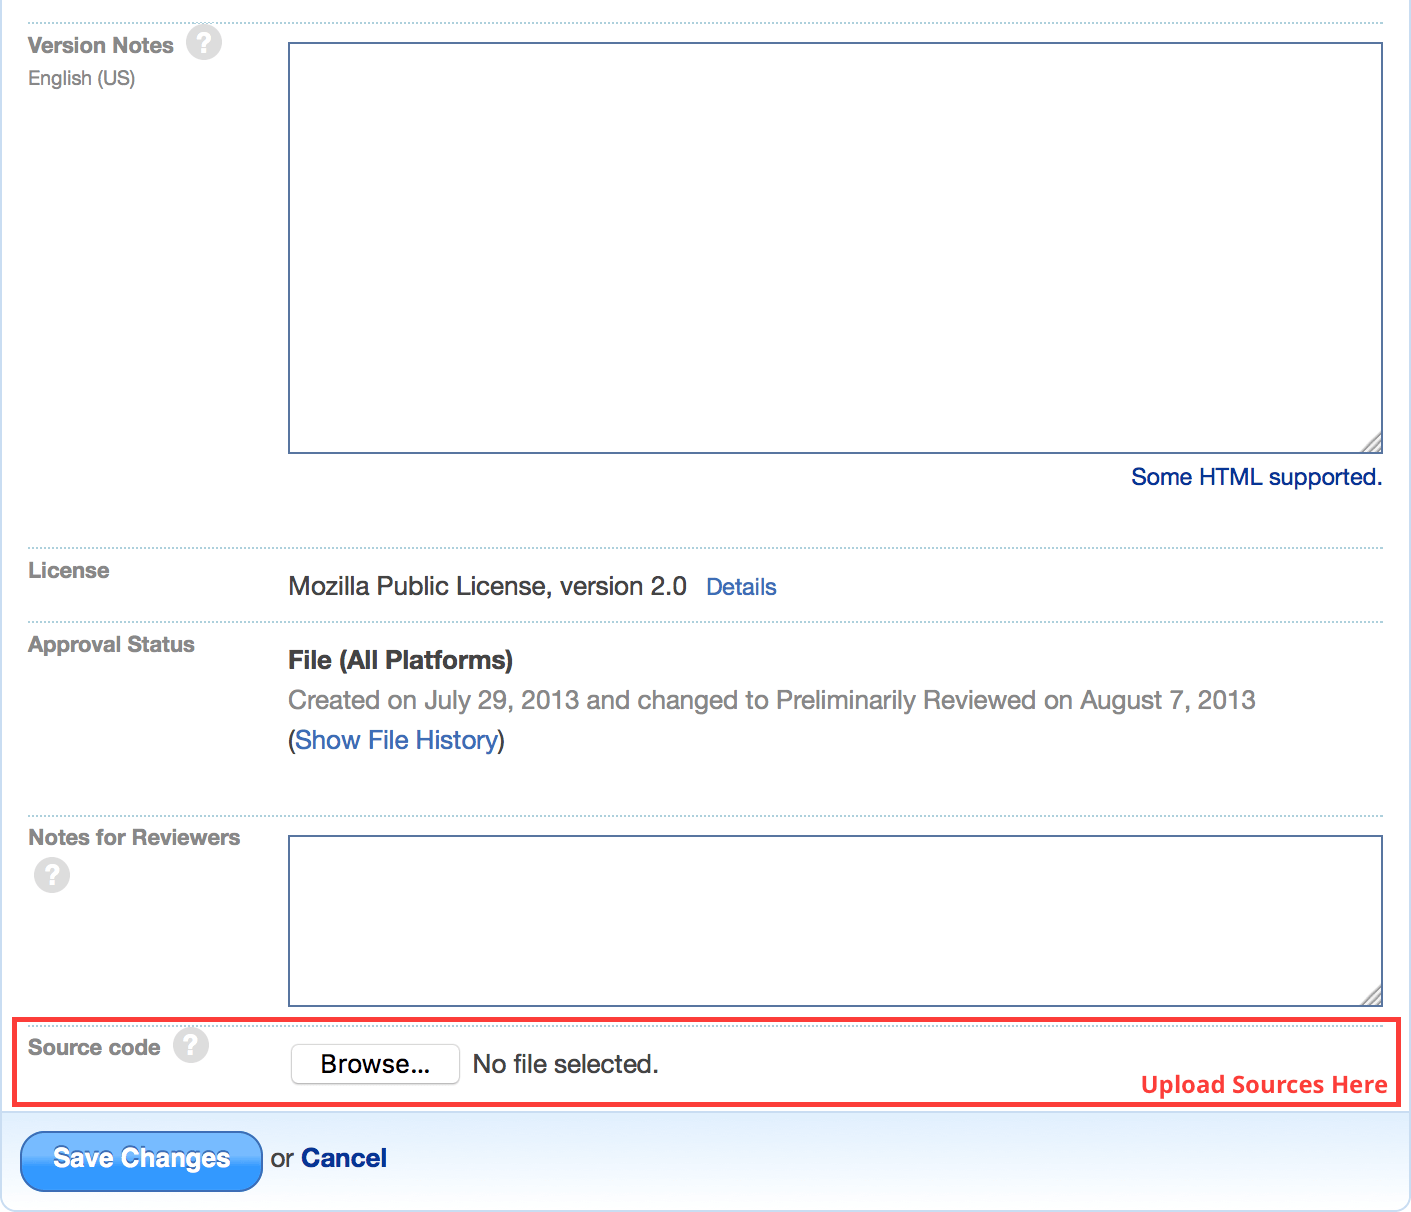 Version Notes ?
English (US)
Some HTML supported.
License
Mozilla Public License, version 2.0 Details
Approval Status
File (All Platforms)
Created on July 29, 2013 and changed to Preliminarily Reviewed on August 7, 2013
(Show File History)
Notes for Reviewers
?
Source code ?
Browse... No file selected.
Upload Sources Here
Save Changes or Cancel